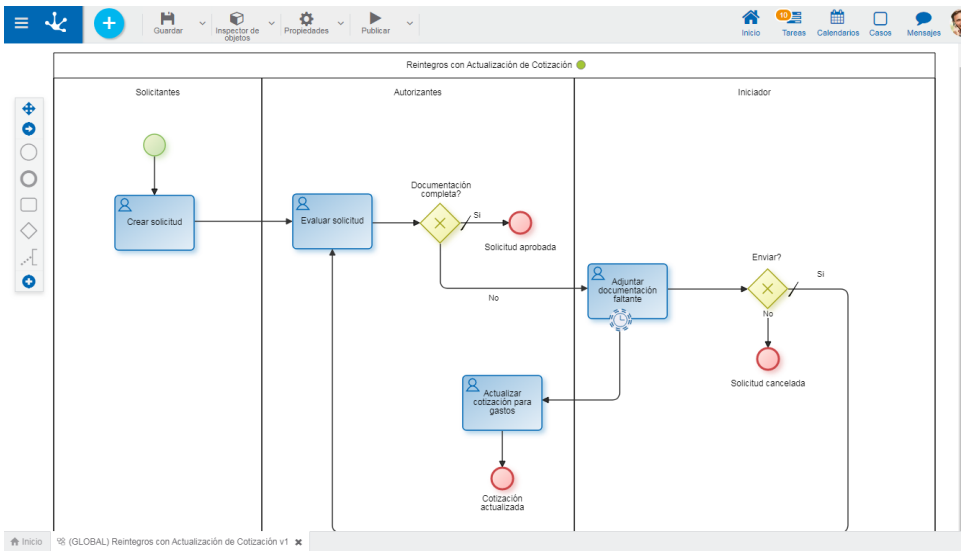 Guardar
Inspector de
objetos
Propiedades
Publicar
Inicio
10
Tareas
Calendarios
Casos
Mensajes
Reintegros con Actualización de Cotización
Solicitantes
Autorizantes
Iniciador
Crear solicitud
Evaluar solicitud
Documentación
completa?
Si
Solicitud aprobada
No
Adjuntar
documentación
faltante
Enviar?
Si
No
Solicitud cancelada
Actualizar
cotización para
gastos
Cotización
actualizada
Inicio
(GLOBAL) Reintegros con Actualización de Cotización v1